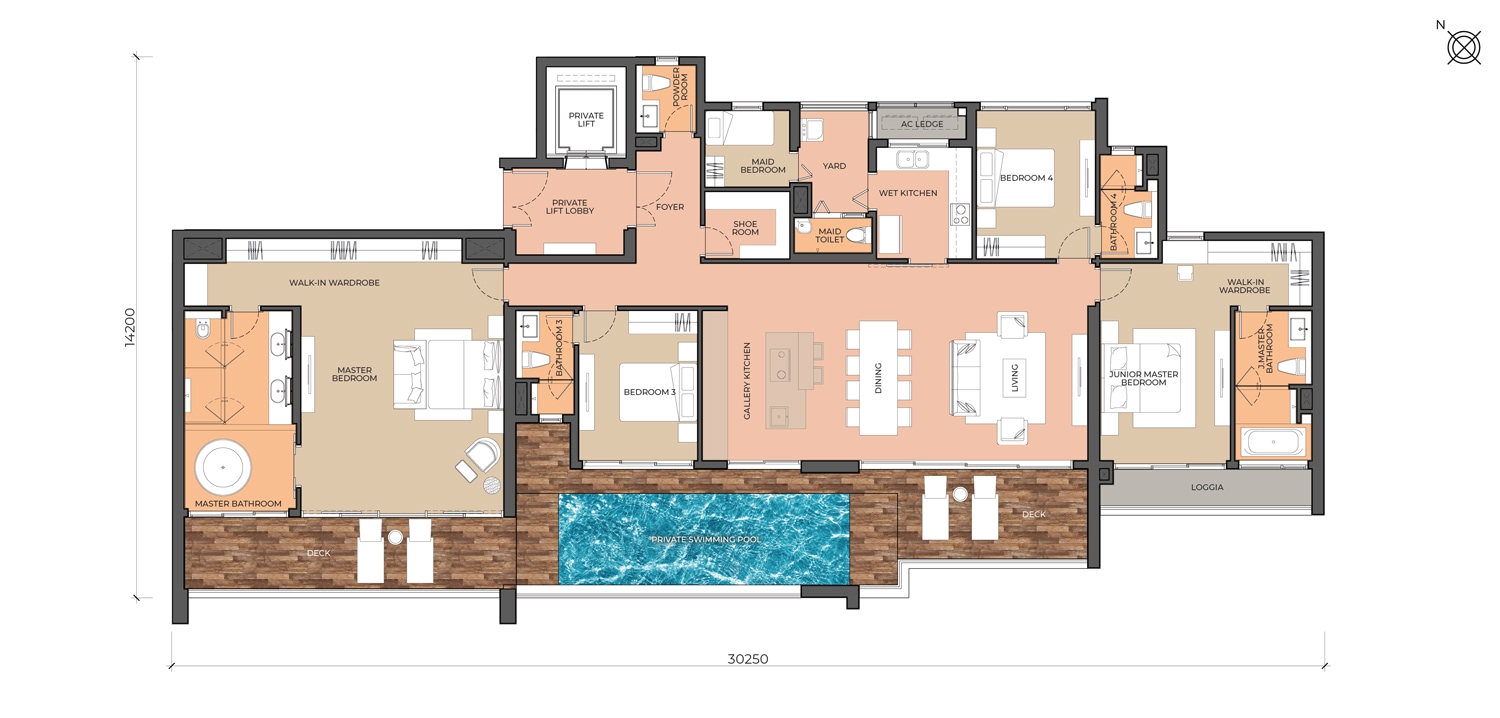 N
POWDER
ROOM
PRIVATE
LIFT
AC LEDGE
MAID
BEDROOM
YARD
BEDROOM 4
WET KITCHEN
PRIVATE
LIFT LOBBY
FOYER
SHOE
ROOM
MAID
TOILET
BATHROOM 4
WALK-IN WARDROBE
WALK-IN
WARDROBE
14200
BATHROOM 3
MASTER
BEDROOM
BEDROOM 3
GALLERY KITCHEN
DINING
LIVING
JUNIOR MASTER
BEDROOM
J.MASTER
BATHROOM
MASTER BATHROOM
LOGGIA
DECK
PRIVATE SWIMMING POOL
DECK
30250